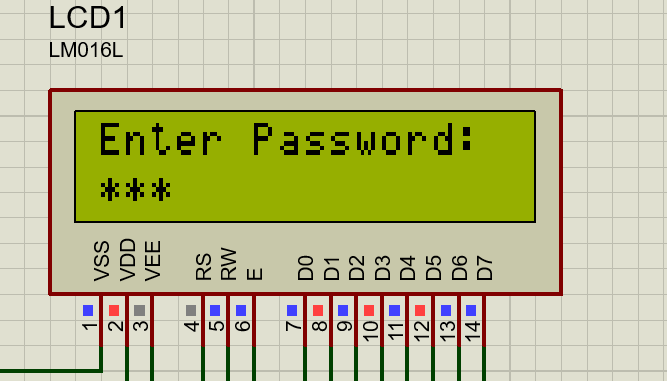 LCD1
LM016L
Enter Password:
***
VSS VDD VEE RS RW E D0 D1 D2 D3 D4 D5 D6 D7
1 2 3 4 5 6 7 8 9 10 11 12 13 14